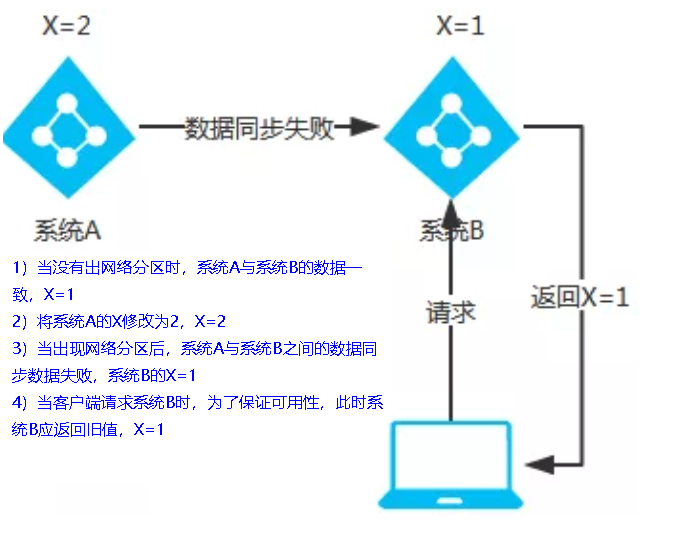 X=2
X=1
数据同步失败
系统A
系统B
1）当没有出网络分区时，系统A与系统B的数据一
致，X=1
2）将系统A的X修改为2，X=2
3）当出现网络分区后，系统A与系统B之间的数据同
步数据失败，系统B的X=1
4）当客户端请求系统B时，为了保证可用性，此时系
统B应返回旧值，X=1
请求
返回X=1